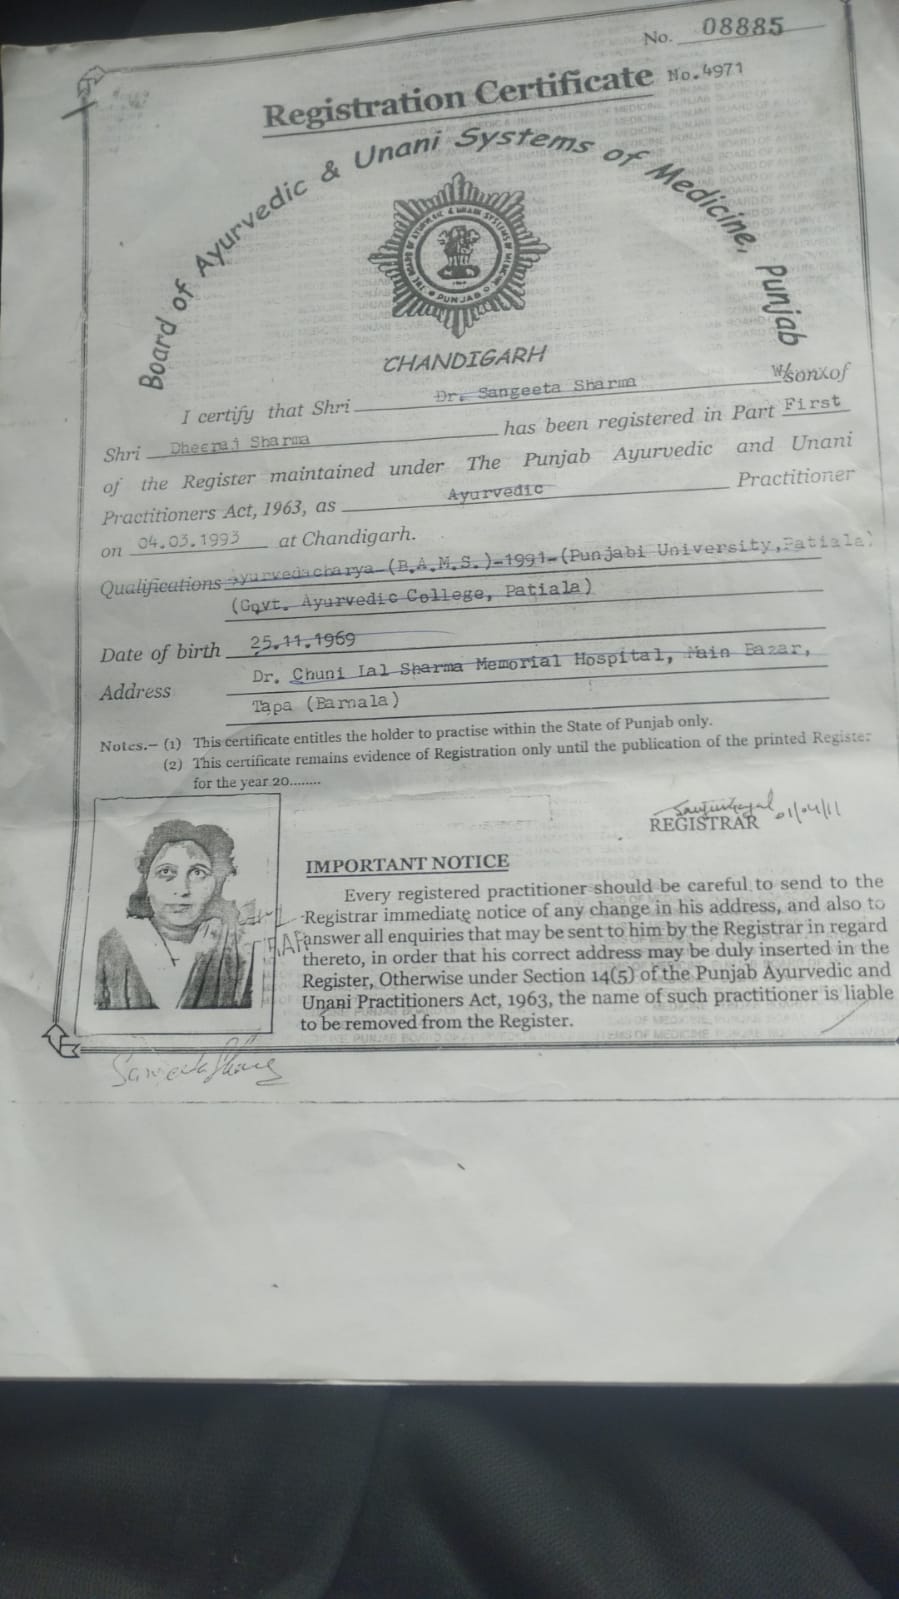 No. 08885
Registration Certificate No.4971
Board of Ayurvedic & Unani Systems of Medicine, Punjab
THE BOARD OF AYURVEDIC & UNANI SYSTEMS OF MEDICINE
PUNJAB
CHANDIGARH
I certify that Shri Dr. Sangeeta Sharma W/sonxof
Shri Dheeraj Sharma has been registered in Part First
of the Register maintained under The Punjab Ayurvedic and Unani
Practitioners Act, 1963, as Ayurvedic Practitioner
on 04.03.1993 at Chandigarh.
Qualifications Ayurvedacharya-(B.A.M.S.)-1991-(Punjabi University,Patiala)
(Govt. Ayurvedic College, Patiala)
Date of birth 25.11.1969
Address Dr. Chuni Lal Sharma Memorial Hospital, Main Bazar,
Tapa (Barnala)
Notes.– (1) This certificate entitles the holder to practise within the State of Punjab only.
(2) This certificate remains evidence of Registration only until the publication of the printed Register
for the year 20........
REGISTRAR 01/04/11
IMPORTANT NOTICE
Every registered practitioner should be careful to send to the
Registrar immediate notice of any change in his address, and also to
answer all enquiries that may be sent to him by the Registrar in regard
thereto, in order that his correct address may be duly inserted in the
Register, Otherwise under Section 14(5) of the Punjab Ayurvedic and
Unani Practitioners Act, 1963, the name of such practitioner is liable
to be removed from the Register.